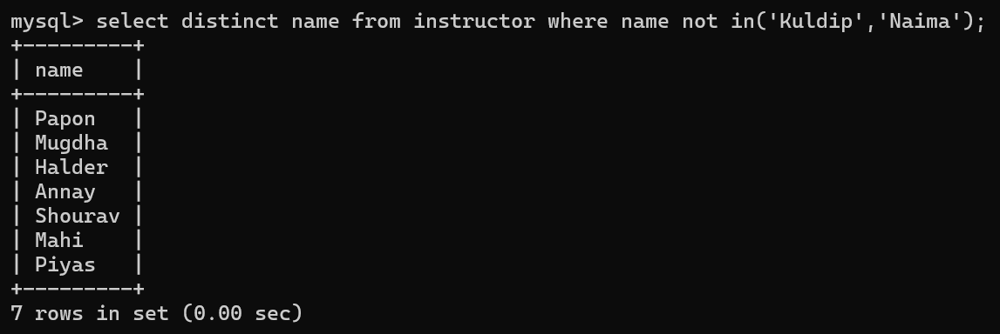 mysql> select distinct name from instructor where name not in('Kuldip','Naima');
+---------+
| name    |
+---------+
| Papon   |
| Mugdha  |
| Halder  |
| Annay   |
| Shourav |
| Mahi    |
| Piyas   |
+---------+
7 rows in set (0.00 sec)